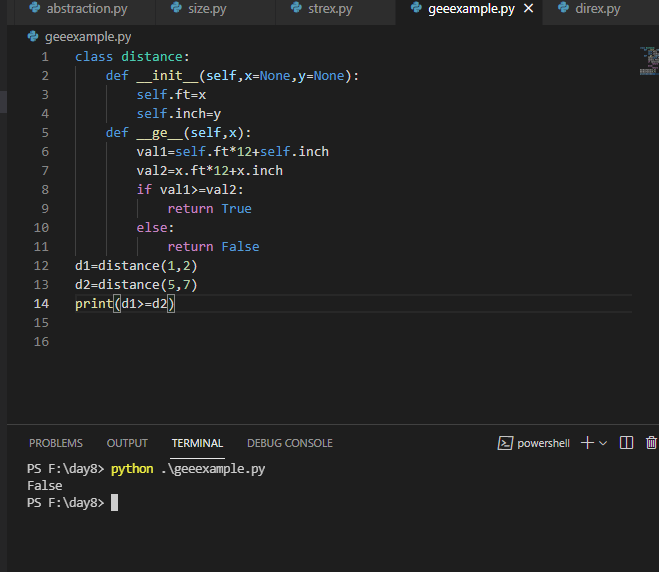 abstraction.py size.py strex.py geeexample.py direx.py
geeexample.py
1 class distance:
2     def __init__(self,x=None,y=None):
3         self.ft=x
4         self.inch=y
5     def __ge__(self,x):
6         val1=self.ft*12+self.inch
7         val2=x.ft*12+x.inch
8         if val1>=val2:
9             return True
10         else:
11             return False
12 d1=distance(1,2)
13 d2=distance(5,7)
14 print(d1>=d2)
15
16
PROBLEMS OUTPUT TERMINAL DEBUG CONSOLE powershell
PS F:\day8> python .\geeexample.py
False
PS F:\day8>